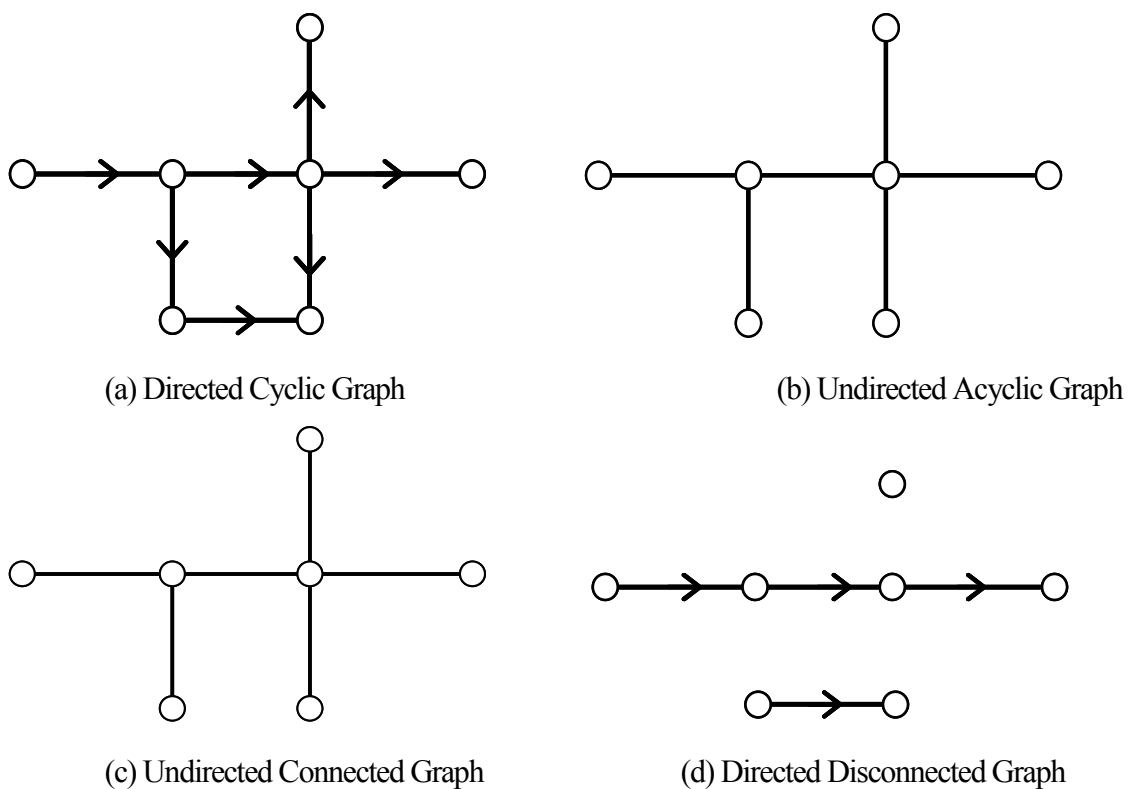 (a) Directed Cyclic Graph
(b) Undirected Acyclic Graph
(c) Undirected Connected Graph
(d) Directed Disconnected Graph